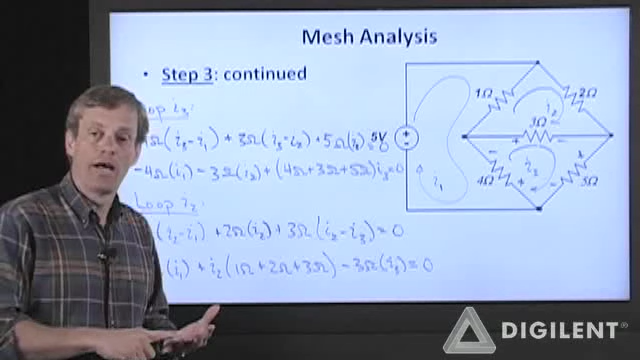 Mesh Analysis
• Step 3: continued
oop i₃:
Ω(i₃-i₁) + 3Ω(i₃-i₂) + 5Ω(i₃)=0
-4Ω(i₁) - 3Ω(i₂) + (4Ω+3Ω+5Ω)i₃=0
Loop i₂:
(i₂-i₁) + 2Ω(i₂) + 3Ω(i₂-i₃)=0
(i₁) + i₂(1Ω+2Ω+3Ω) - 3Ω(i₃)=0
1Ω
2Ω
i₂
3Ω
5V
+
-
+
-
i₃
i₁
4Ω
5Ω
DIGILENT®